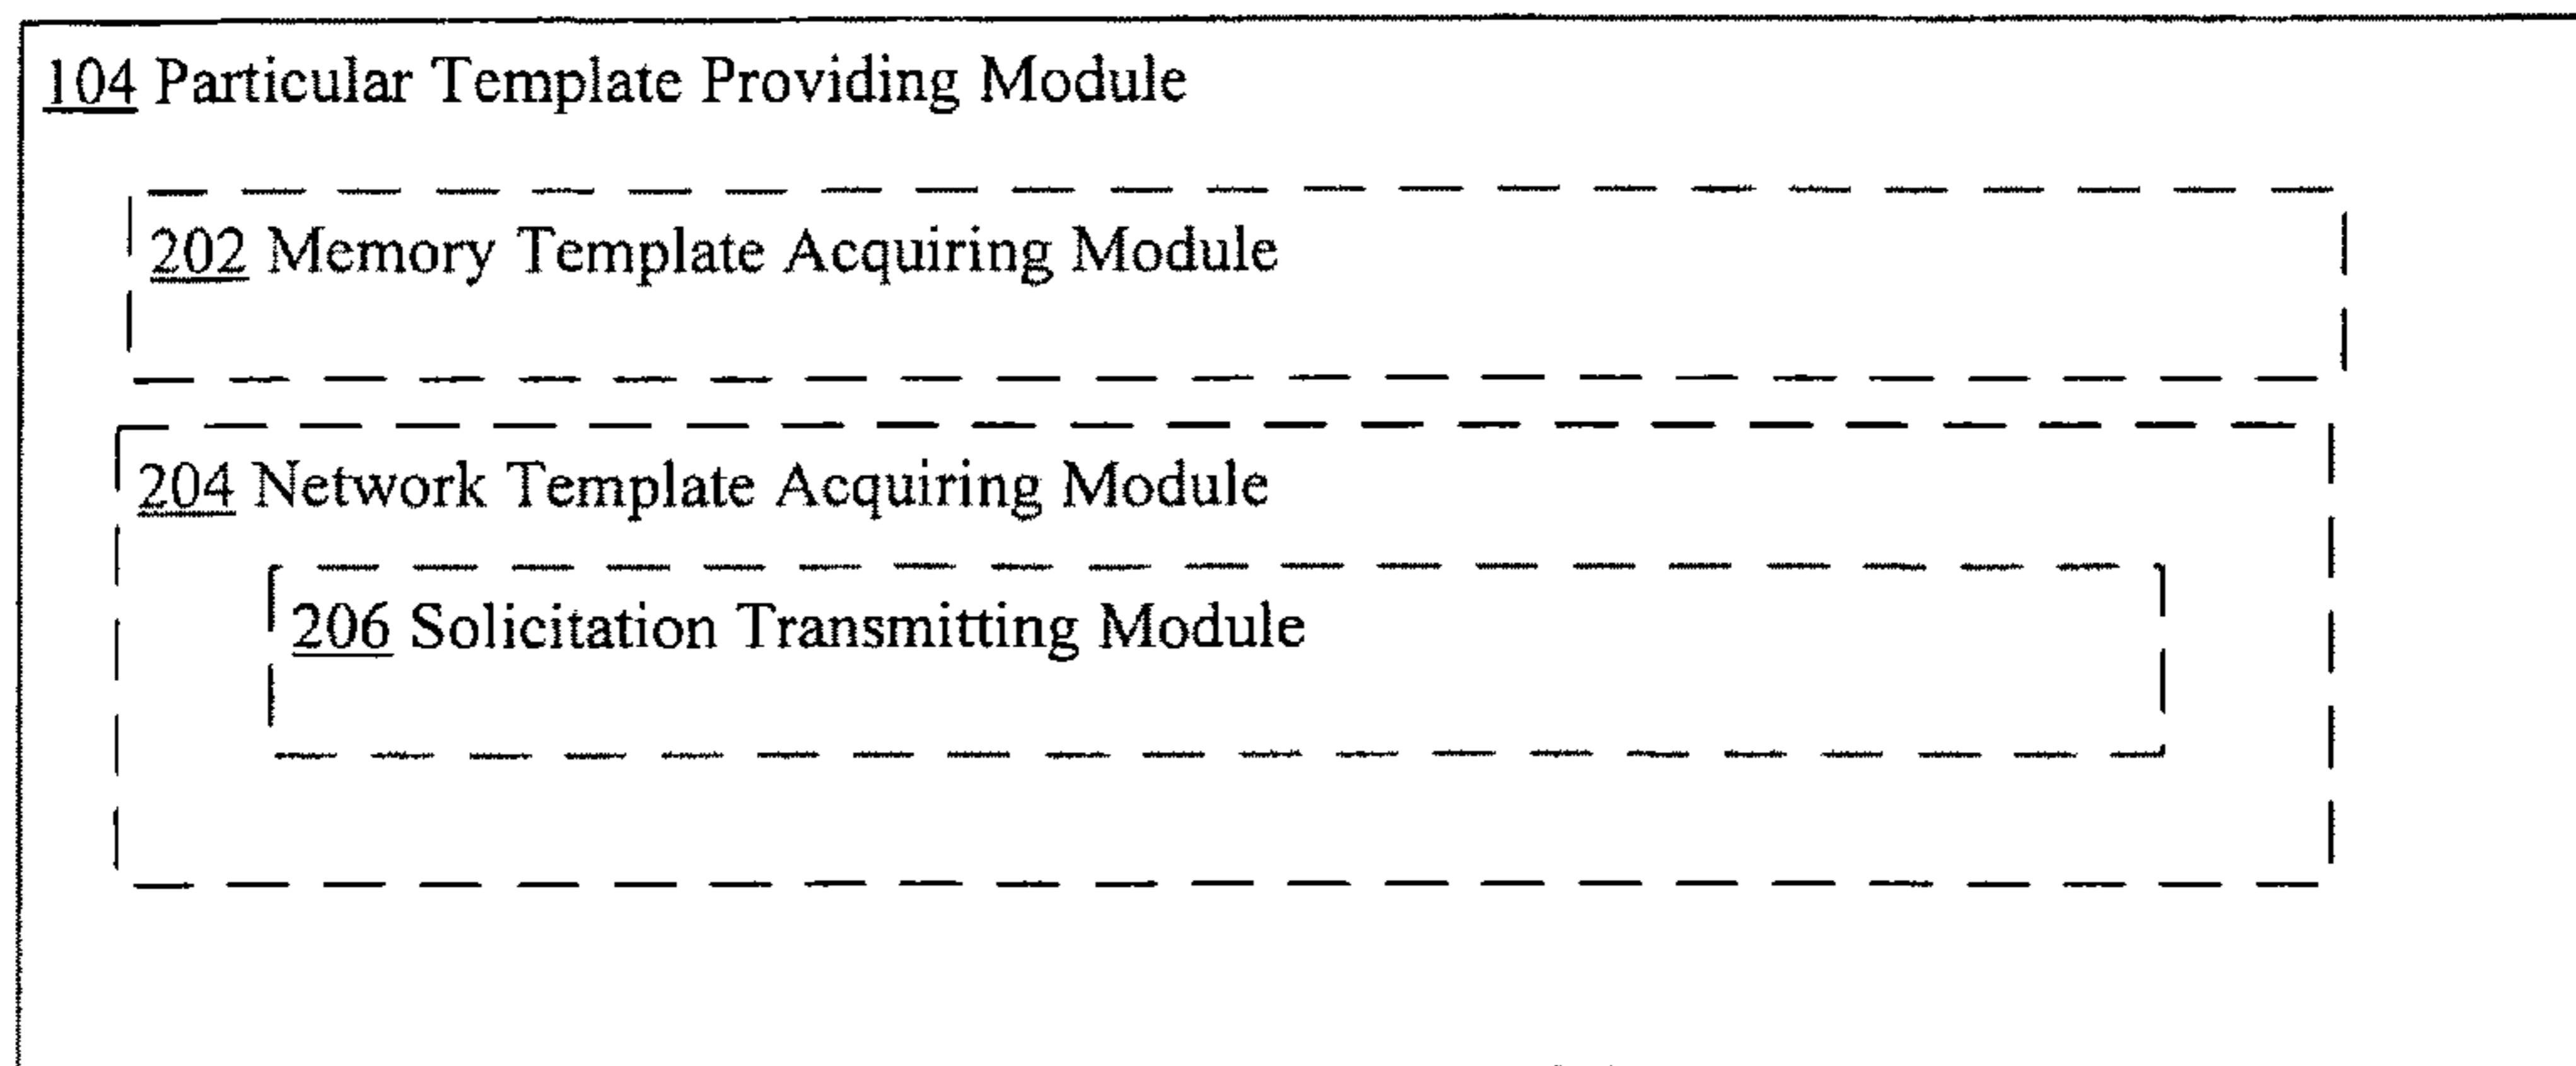 104 Particular Template Providing Module
202 Memory Template Acquiring Module
204 Network Template Acquiring Module
206 Solicitation Transmitting Module